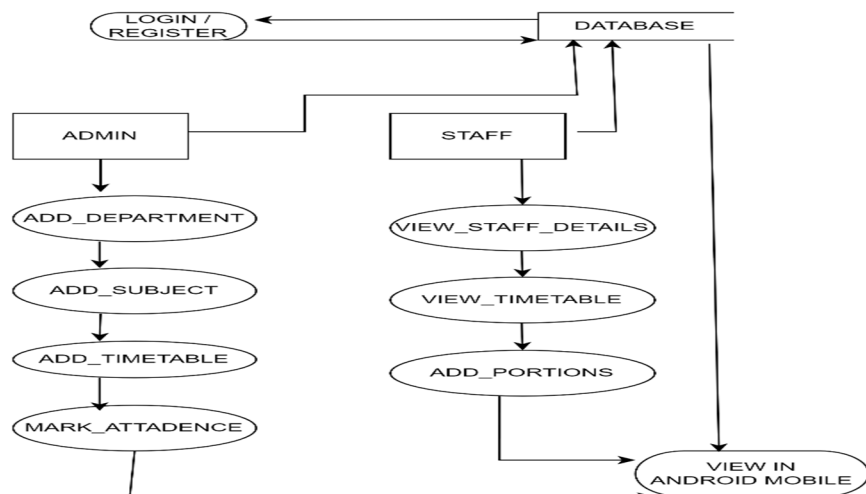 LOGIN /
REGISTER
DATABASE
ADMIN
STAFF
ADD_DEPARTMENT
VIEW_STAFF_DETAILS
ADD_SUBJECT
VIEW_TIMETABLE
ADD_TIMETABLE
ADD_PORTIONS
MARK_ATTADENCE
VIEW IN
ANDROID MOBILE